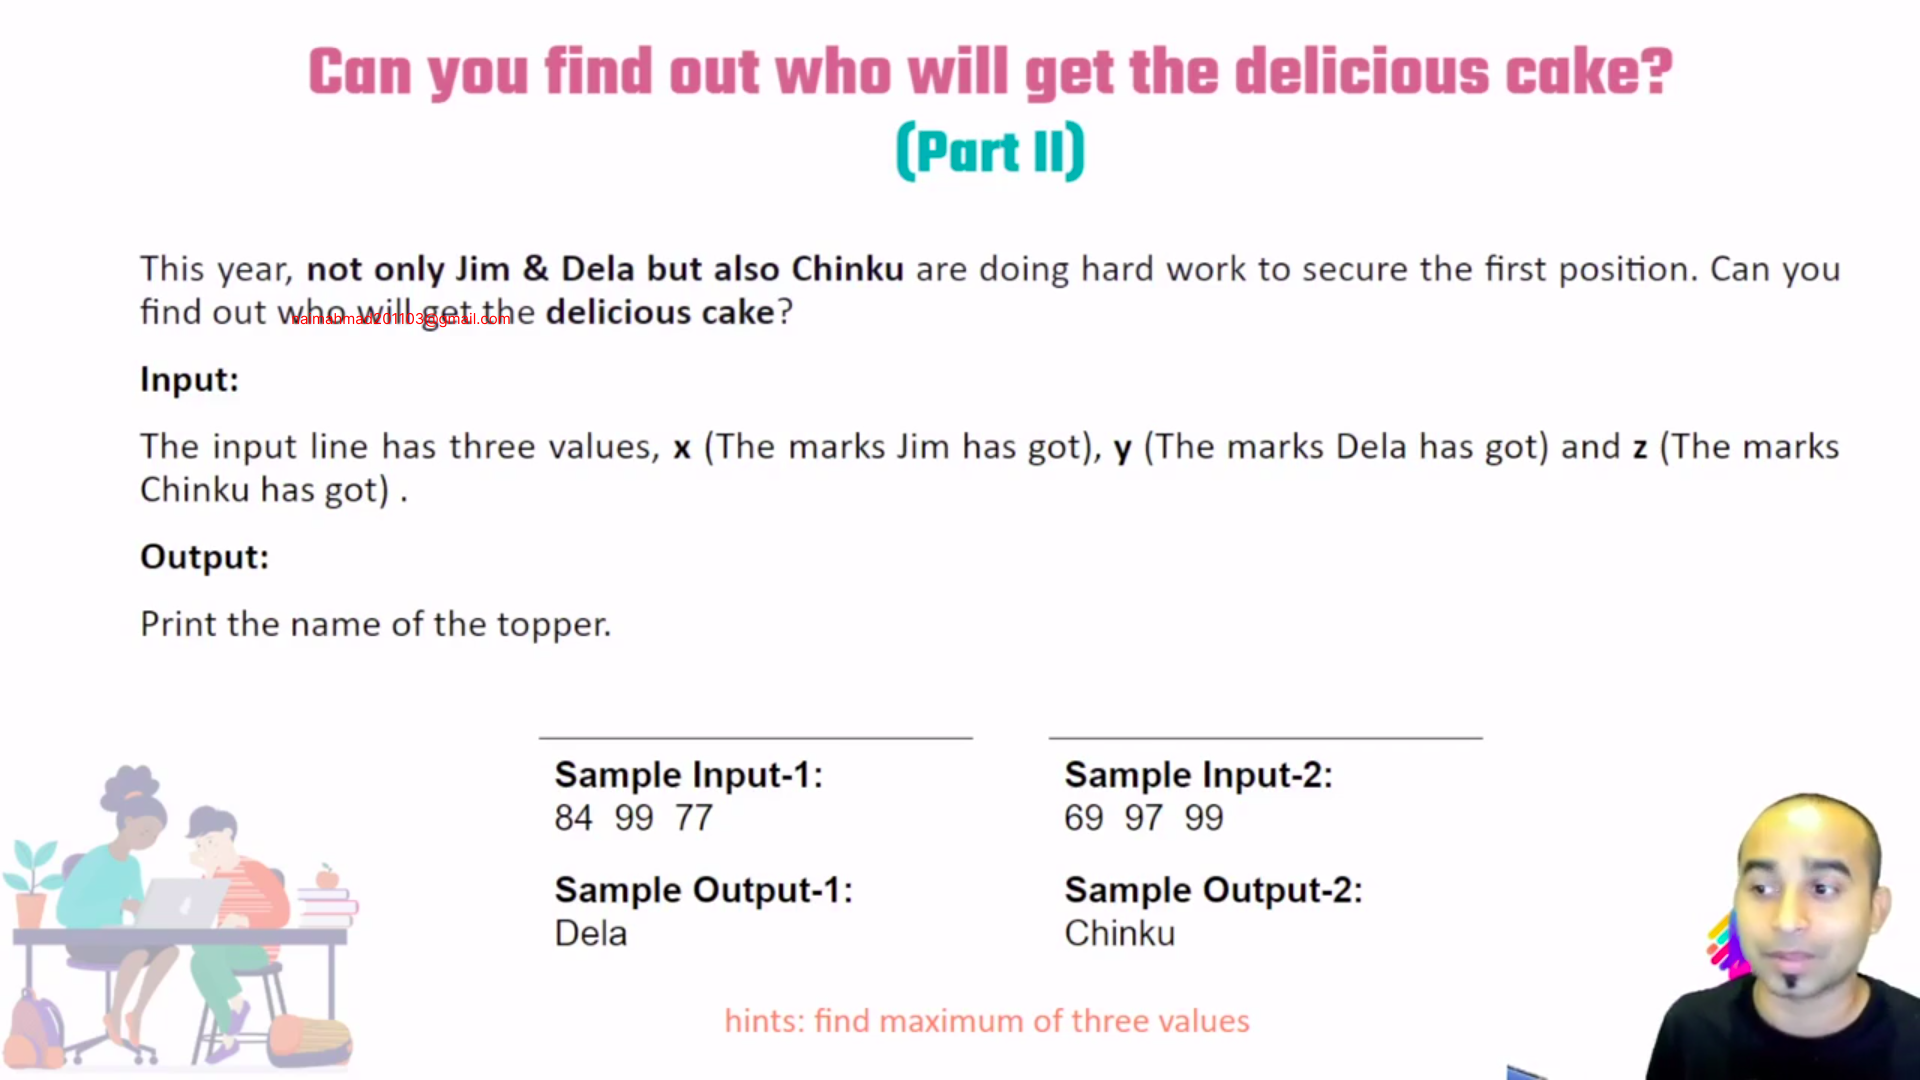 Can you find out who will get the delicious cake?
(Part II)
This year, not only Jim & Dela but also Chinku are doing hard work to secure the first position. Can you
find out who will get the delicious cake?
naimahmad201103@gmail.com
Input:
The input line has three values, x (The marks Jim has got), y (The marks Dela has got) and z (The marks
Chinku has got) .
Output:
Print the name of the topper.
Sample Input-1:
84 99 77
Sample Output-1:
Dela
Sample Input-2:
69 97 99
Sample Output-2:
Chinku
hints: find maximum of three values